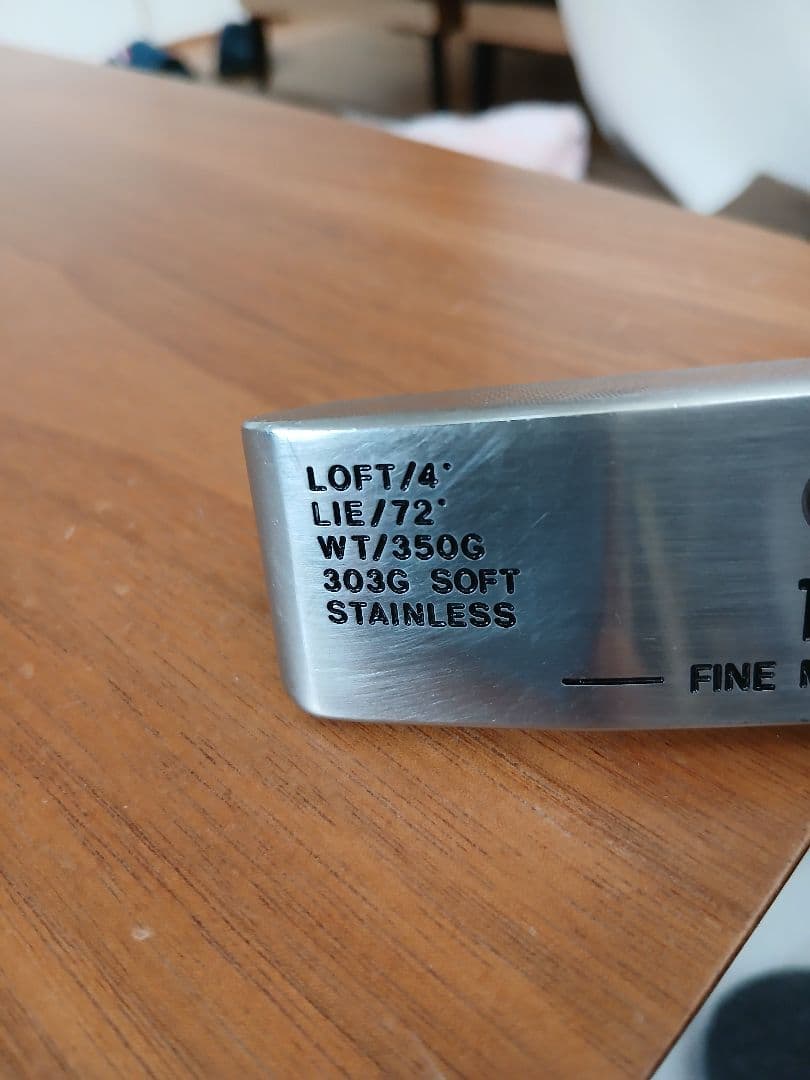 LOFT/4°
LIE/72°
WT/350G
303G SOFT
STAINLESS
FINE